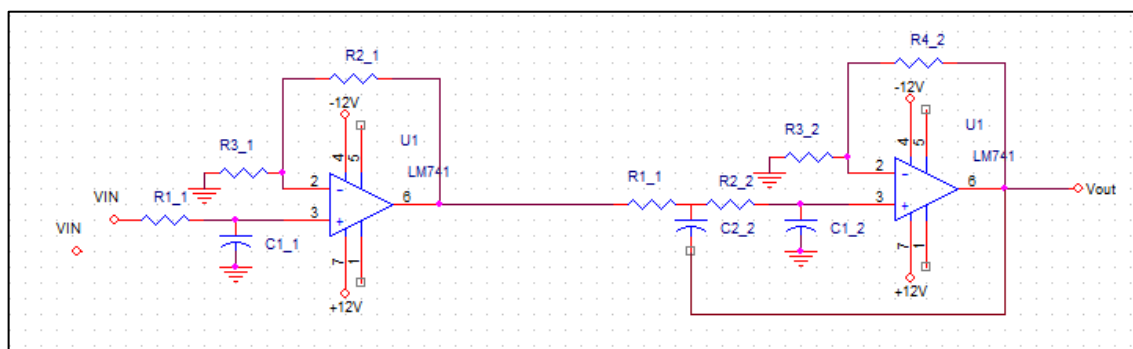 R2_1
-12V
R3_1
4
5
U1
LM741
2
6
VIN
R1_1
3
VIN
C1_1
7
1
+12V
R4_2
-12V
R3_2
4
5
U1
LM741
2
R1_1
R2_2
6
Vout
3
C2_2
C1_2
7
1
+12V